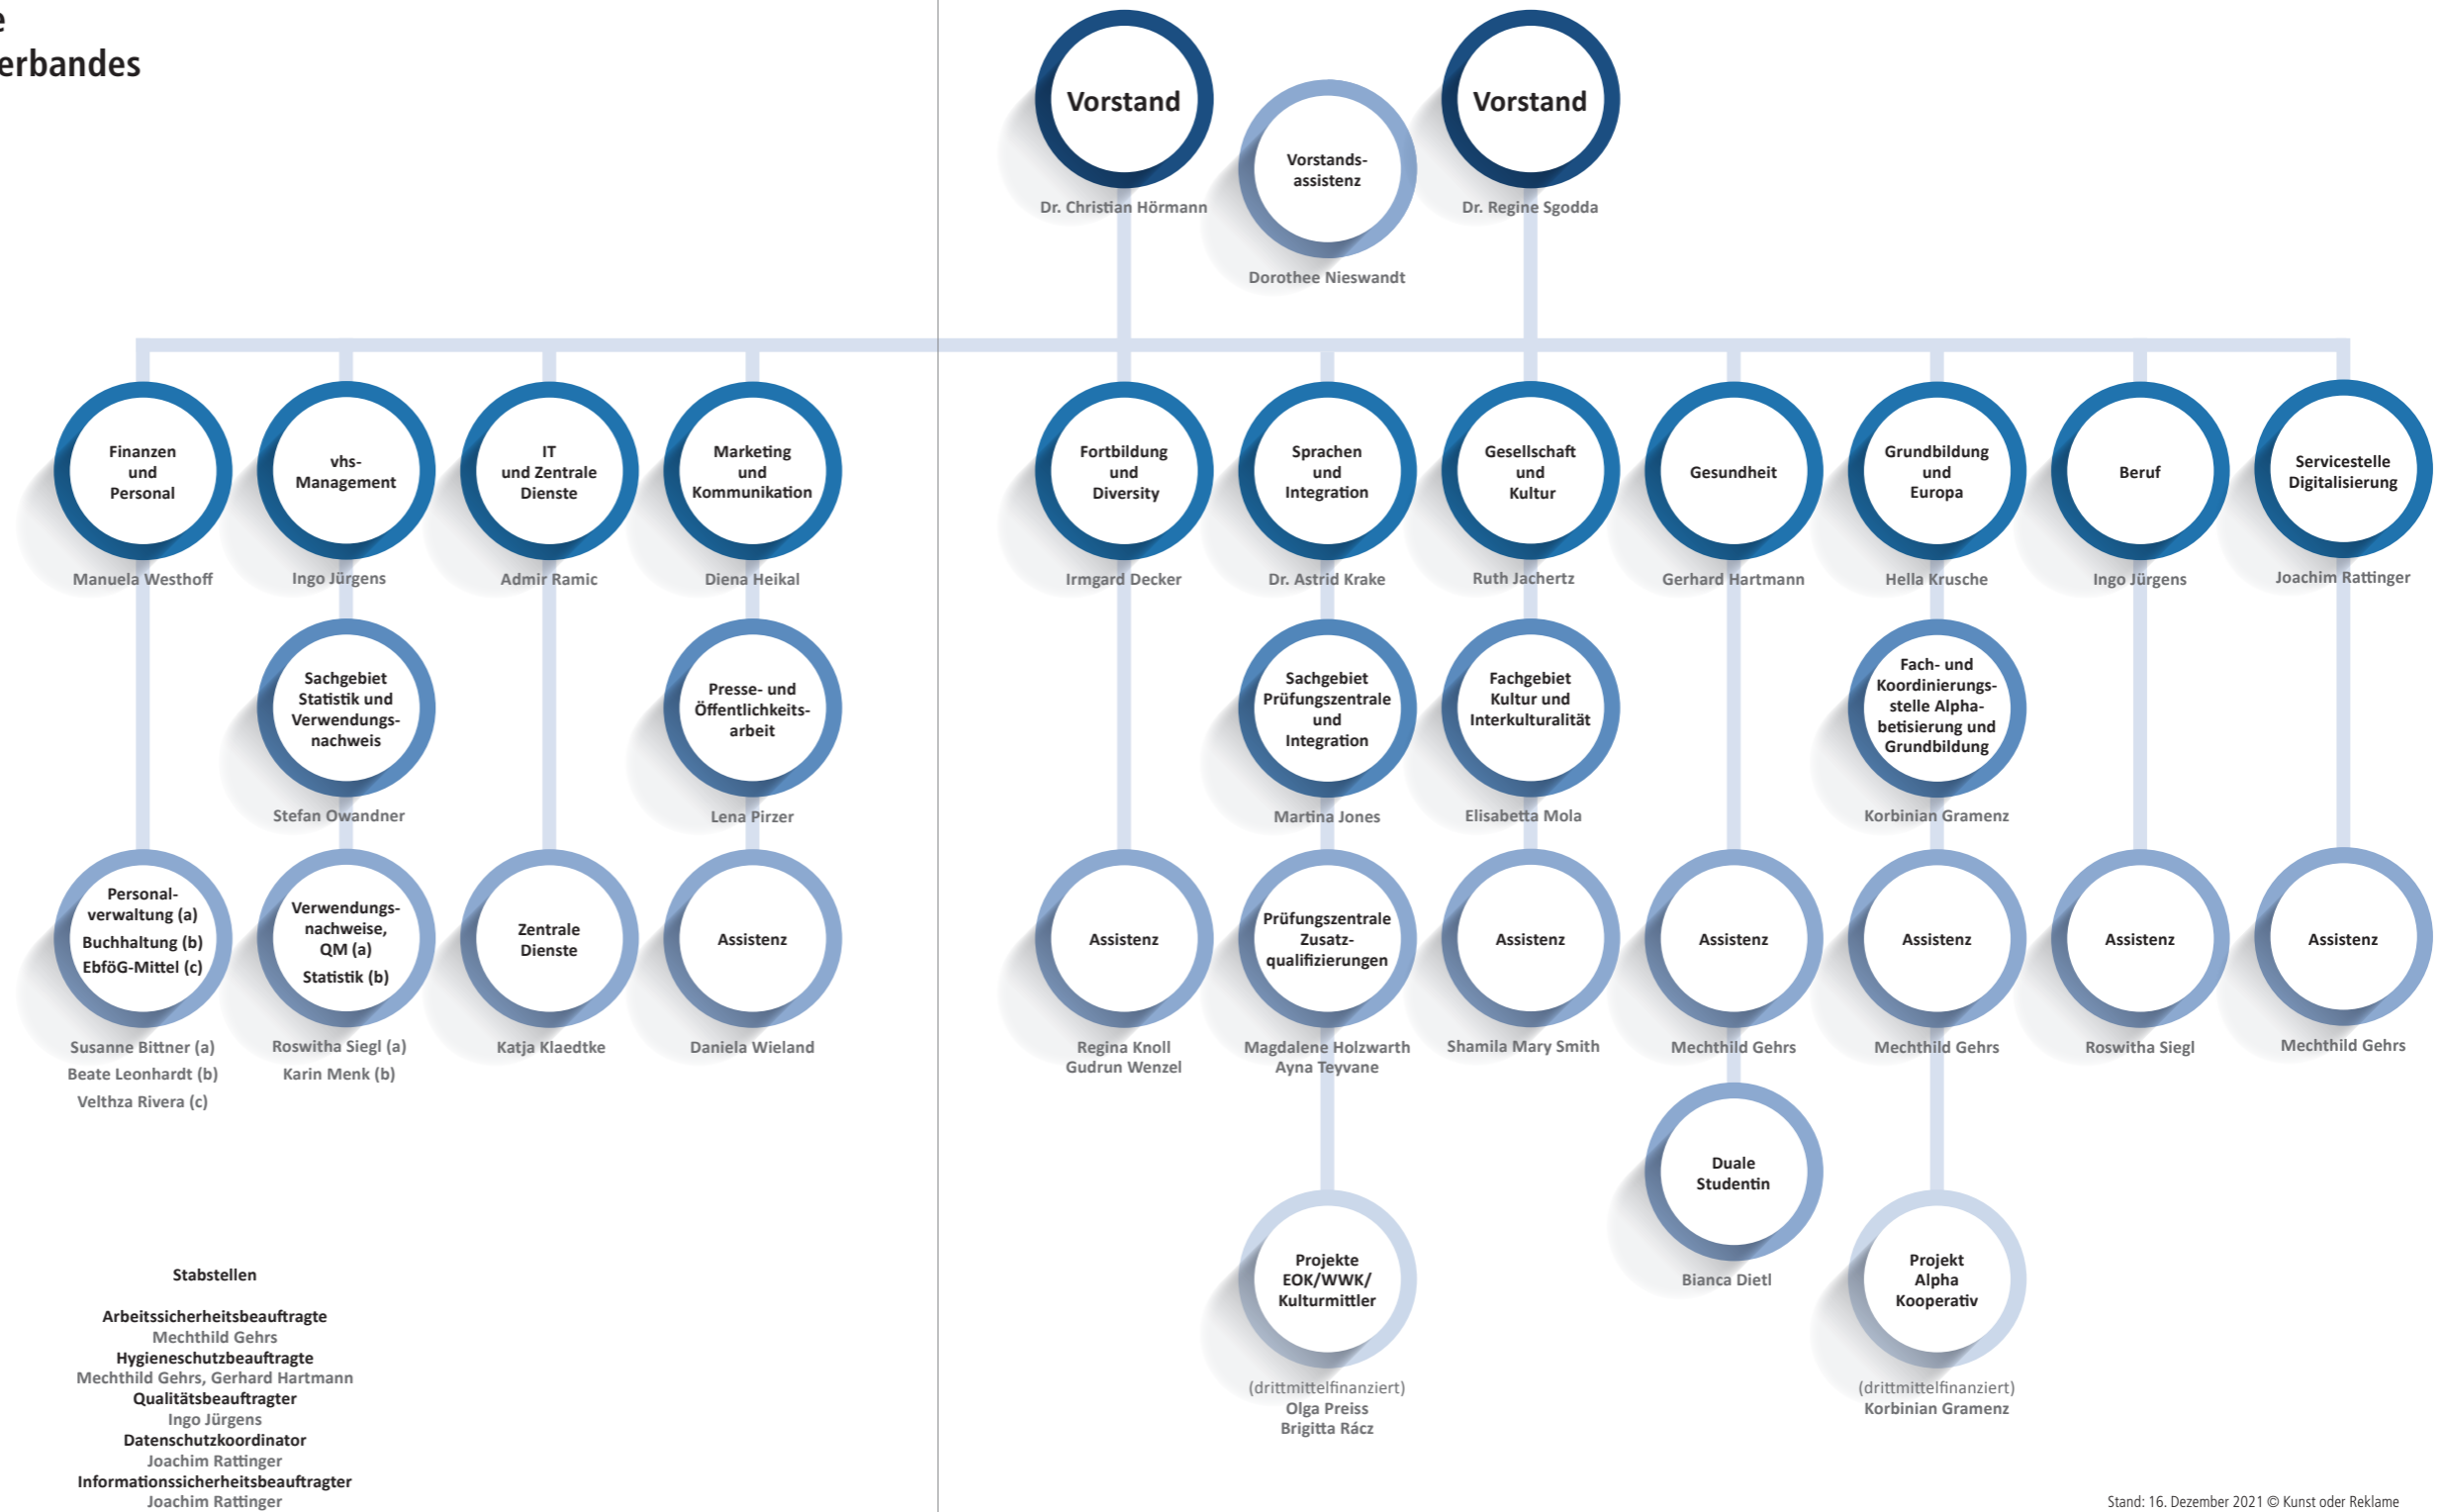 e
erbandes
Vorstand
Dr. Christian Hörmann
Vorstands-
assistenz
Dorothee Nieswandt
Vorstand
Dr. Regine Sgodda
Finanzen
und
Personal
Manuela Westhoff
vhs-
Management
Ingo Jürgens
IT
und Zentrale
Dienste
Admir Ramic
Marketing
und
Kommunikation
Diena Heikal
Fortbildung
und
Diversity
Irmgard Decker
Sprachen
und
Integration
Dr. Astrid Krake
Gesellschaft
und
Kultur
Ruth Jachertz
Gesundheit
Gerhard Hartmann
Grundbildung
und
Europa
Hella Krusche
Beruf
Ingo Jürgens
Servicestelle
Digitalisierung
Joachim Rattinger
Sachgebiet
Statistik und
Verwendungs-
nachweis
Stefan Owandner
Presse- und
Öffentlichkeits-
arbeit
Lena Pirzer
Sachgebiet
Prüfungszentrale
und
Integration
Martina Jones
Fachgebiet
Kultur und
Interkulturalität
Elisabetta Mola
Fach- und
Koordinierungs-
stelle Alpha-
betisierung und
Grundbildung
Korbinian Gramenz
Personal-
verwaltung (a)
Buchhaltung (b)
EbföG-Mittel (c)
Susanne Bittner (a)
Beate Leonhardt (b)
Velthza Rivera (c)
Verwendungs-
nachweise,
QM (a)
Statistik (b)
Roswitha Siegl (a)
Karin Menk (b)
Zentrale
Dienste
Katja Klaedtke
Assistenz
Daniela Wieland
Assistenz
Regina Knoll
Gudrun Wenzel
Prüfungszentrale
Zusatz-
qualifizierungen
Magdalene Holzwarth
Ayna Teyvane
Assistenz
Shamila Mary Smith
Assistenz
Mechthild Gehrs
Assistenz
Mechthild Gehrs
Assistenz
Roswitha Siegl
Assistenz
Mechthild Gehrs
Duale
Studentin
Bianca Dietl
Projekte
EOK/WWK/
Kulturmittler
(drittmittelfinanziert)
Olga Preiss
Brigitta Rácz
Projekt
Alpha
Kooperativ
(drittmittelfinanziert)
Korbinian Gramenz
Stabstellen
Arbeitssicherheitsbeauftragte
Mechthild Gehrs
Hygieneschutzbeauftragte
Mechthild Gehrs, Gerhard Hartmann
Qualitätsbeauftragter
Ingo Jürgens
Datenschutzkoordinator
Joachim Rattinger
Informationssicherheitsbeauftragter
Joachim Rattinger
Stand: 16. Dezember 2021 © Kunst oder Reklame